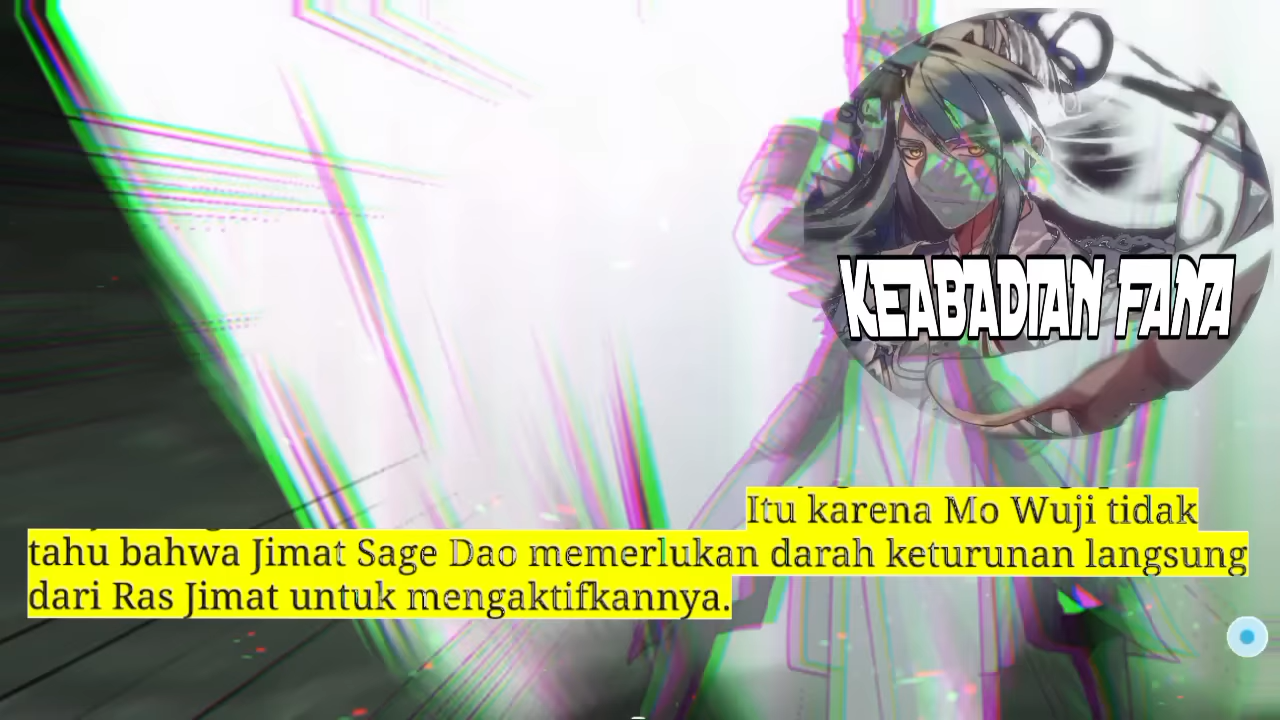 KEABADIAN FANA
Itu karena Mo Wuji tidak
tahu bahwa Jimat Sage Dao memerlukan darah keturunan langsung
dari Ras Jimat untuk mengaktifkannya.